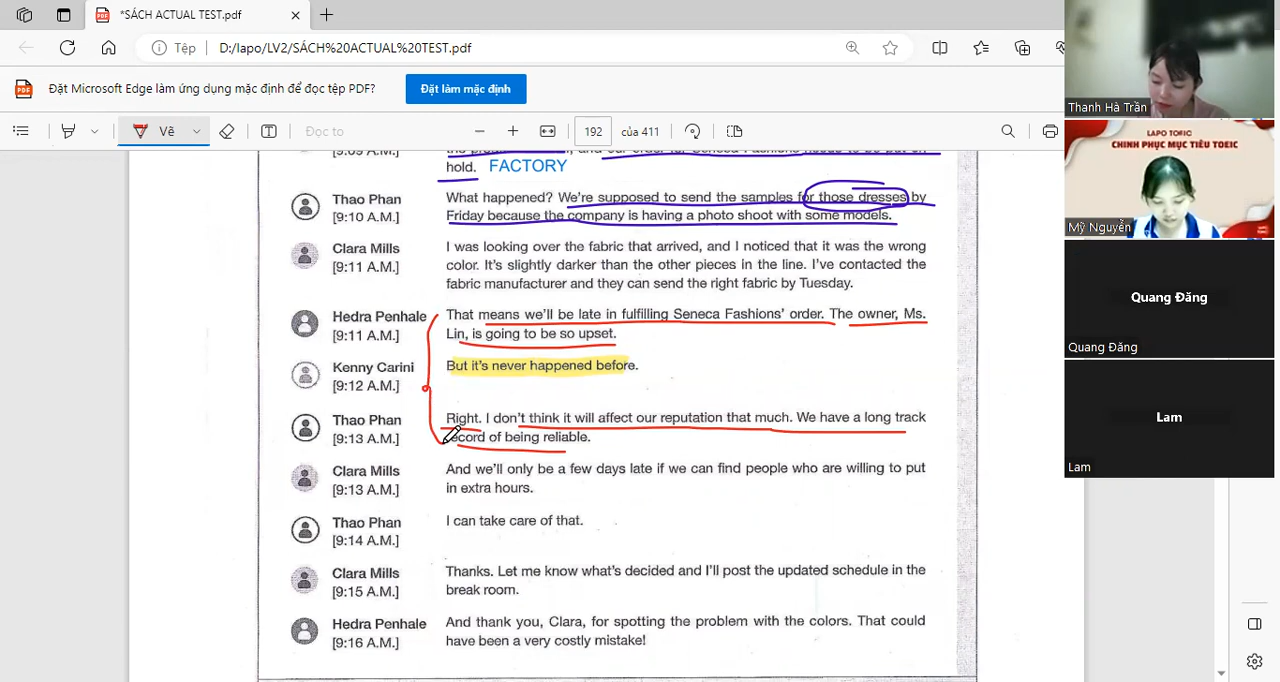 *SÁCH ACTUAL TEST.pdf
Tệp D:/lapo/LV2/SÁCH%20ACTUAL%20TEST.pdf
Đặt Microsoft Edge làm ứng dụng mặc định để đọc tệp PDF? Đặt làm mặc định
Vẽ Đọc to 192 của 411
hold. FACTORY
Thao Phan What happened? We're supposed to send the samples for those dresses by
[9:10 A.M.] Friday because the company is having a photo shoot with some models.
Clara Mills I was looking over the fabric that arrived, and I noticed that it was the wrong
[9:11 A.M.] color. It's slightly darker than the other pieces in the line. I've contacted the
fabric manufacturer and they can send the right fabric by Tuesday.
Hedra Penhale That means we'll be late in fulfilling Seneca Fashions' order. The owner, Ms.
[9:11 A.M.] Lin, is going to be so upset.
Kenny Carini But it's never happened before.
[9:12 A.M.]
Thao Phan Right. I don't think it will affect our reputation that much. We have a long track
[9:13 A.M.] record of being reliable.
Clara Mills And we'll only be a few days late if we can find people who are willing to put
[9:13 A.M.] in extra hours.
Thao Phan I can take care of that.
[9:14 A.M.]
Clara Mills Thanks. Let me know what's decided and I'll post the updated schedule in the
[9:15 A.M.] break room.
Hedra Penhale And thank you, Clara, for spotting the problem with the colors. That could
[9:16 A.M.] have been a very costly mistake!
Thanh Hà Trần
LAPO TOEIC
CHINH PHỤC MỤC TIÊU TOEIC
Mỹ Nguyễn
Quang Đăng
Quang Đăng
Lam
Lam